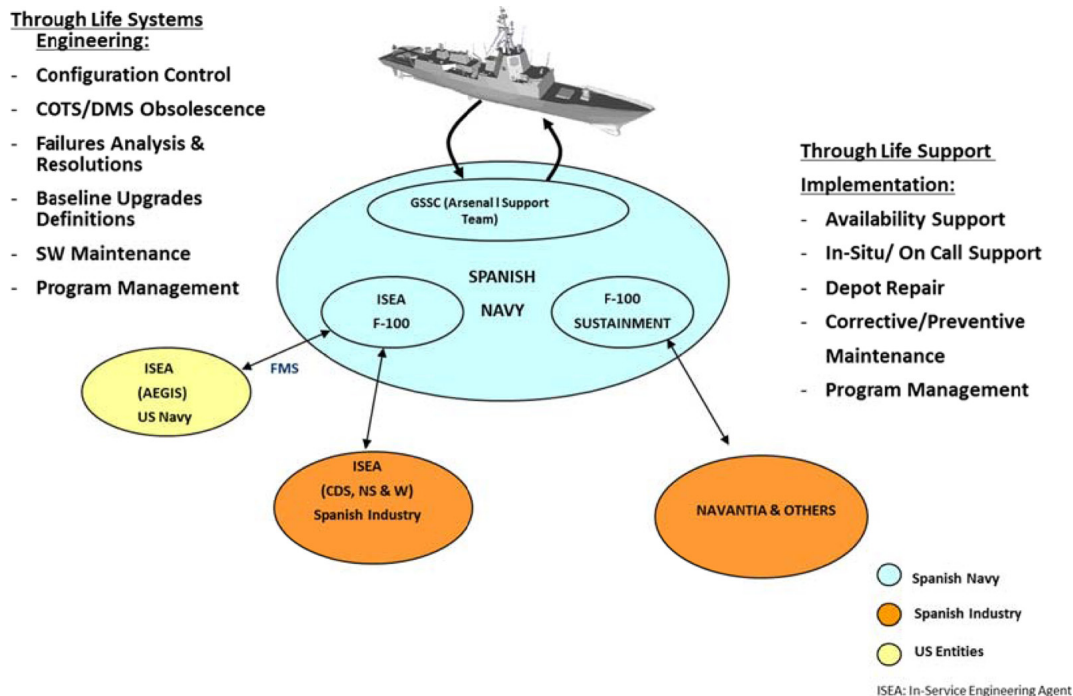 Through Life Systems
Engineering:
- Configuration Control
- COTS/DMS Obsolescence
- Failures Analysis &
Resolutions
- Baseline Upgrades
Definitions
- SW Maintenance
- Program Management
GSSC (Arsenal l Support
Team)
SPANISH
NAVY
ISEA
F-100
F-100
SUSTAINMENT
Through Life Support
Implementation:
- Availability Support
- In-Situ/ On Call Support
- Depot Repair
- Corrective/Preventive
Maintenance
- Program Management
FMS
ISEA
(AEGIS)
US Navy
ISEA
(CDS, NS & W)
Spanish Industry
NAVANTIA & OTHERS
Spanish Navy
Spanish Industry
US Entities
ISEA: In-Service Engineering Agent